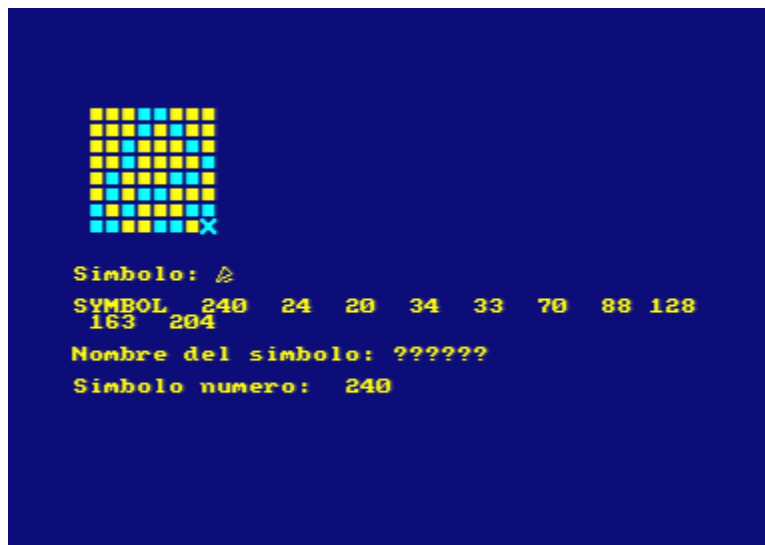 Simbolo:
SYMBOL 240 24 20 34 33 70 88 128
163 204
Nombre del simbolo: ??????
Simbolo numero: 240